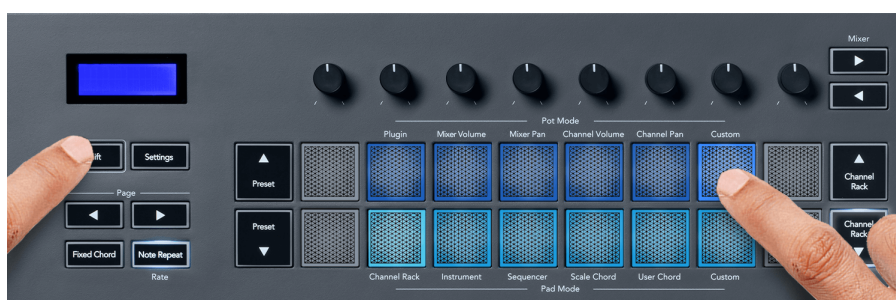 Mixer
Pot Mode
Plugin Mixer Volume Mixer Pan Channel Volume Channel Pan Custom
Settings
Preset
Channel
Rack
Page
Preset
Channel
Rack
Fixed Chord Note Repeat
Rate
Channel Rack Instrument Sequencer Scale Chord User Chord Custom
Pad Mode